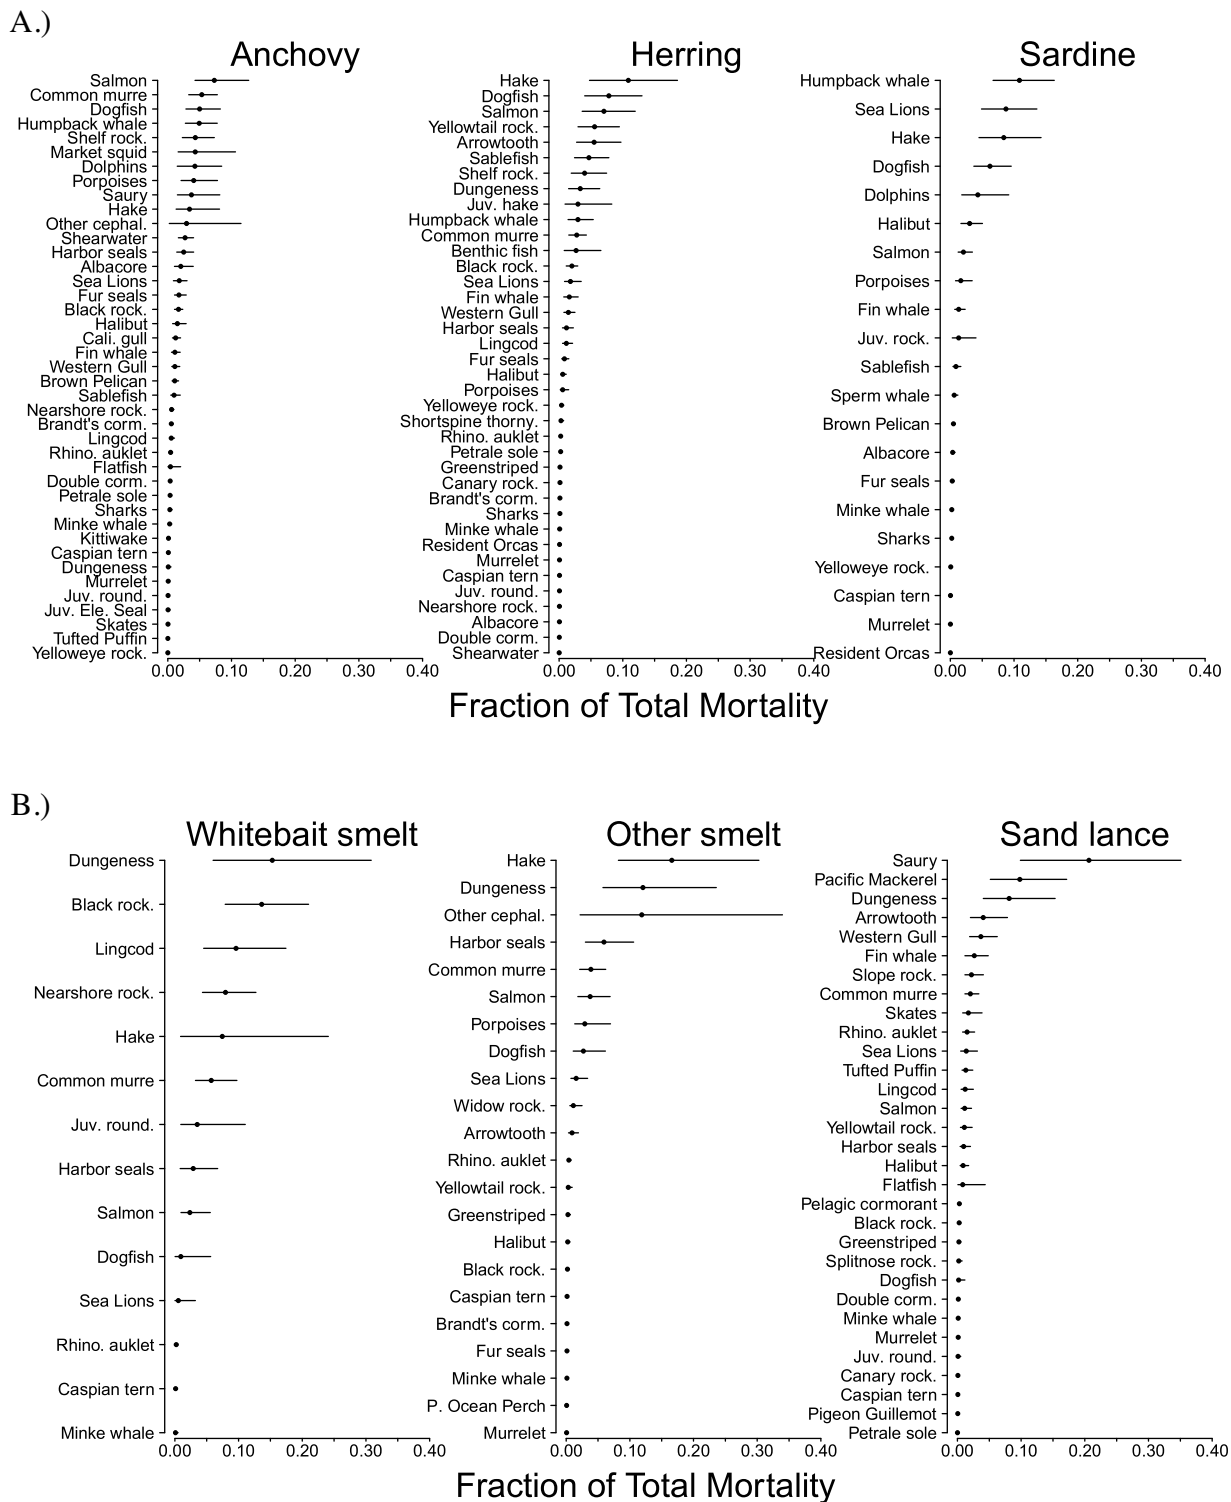 A.)
Anchovy
Salmon
Common murre
Dogfish
Humpback whale
Shelf rock.
Market squid
Dolphins
Porpoises
Saury
Hake
Other cephal.
Shearwater
Harbor seals
Albacore
Sea Lions
Fur seals
Black rock.
Halibut
Cali. gull
Fin whale
Western Gull
Brown Pelican
Sablefish
Nearshore rock.
Brandt's corm.
Lingcod
Rhino. auklet
Flatfish
Double corm.
Petrale sole
Sharks
Minke whale
Kittiwake
Caspian tern
Dungeness
Murrelet
Juv. round.
Juv. Ele. Seal
Skates
Tufted Puffin
Yelloweye rock.
0.00 0.10 0.20 0.30 0.40
Herring
Hake
Dogfish
Salmon
Yellowtail rock.
Arrowtooth
Sablefish
Shelf rock.
Dungeness
Juv. hake
Humpback whale
Common murre
Benthic fish
Black rock.
Sea Lions
Fin whale
Western Gull
Harbor seals
Lingcod
Fur seals
Halibut
Porpoises
Yelloweye rock.
Shortspine thorny.
Rhino. auklet
Petrale sole
Greenstriped
Canary rock.
Brandt's corm.
Sharks
Minke whale
Resident Orcas
Murrelet
Caspian tern
Juv. round.
Nearshore rock.
Albacore
Double corm.
Shearwater
0.00 0.10 0.20 0.30 0.40
Sardine
Humpback whale
Sea Lions
Hake
Dogfish
Dolphins
Halibut
Salmon
Porpoises
Fin whale
Juv. rock.
Sablefish
Sperm whale
Brown Pelican
Albacore
Fur seals
Minke whale
Sharks
Yelloweye rock.
Caspian tern
Murrelet
Resident Orcas
0.00 0.10 0.20 0.30 0.40
Fraction of Total Mortality
B.)
Whitebait smelt
Dungeness
Black rock.
Lingcod
Nearshore rock.
Hake
Common murre
Juv. round.
Harbor seals
Salmon
Dogfish
Sea Lions
Rhino. auklet
Caspian tern
Minke whale
0.00 0.10 0.20 0.30 0.40
Other smelt
Hake
Dungeness
Other cephal.
Harbor seals
Common murre
Salmon
Porpoises
Dogfish
Sea Lions
Widow rock.
Arrowtooth
Rhino. auklet
Yellowtail rock.
Greenstriped
Halibut
Black rock.
Caspian tern
Brandt's corm.
Fur seals
Minke whale
P. Ocean Perch
Murrelet
0.00 0.10 0.20 0.30 0.40
Sand lance
Saury
Pacific Mackerel
Dungeness
Arrowtooth
Western Gull
Fin whale
Slope rock.
Common murre
Skates
Rhino. auklet
Sea Lions
Tufted Puffin
Lingcod
Salmon
Yellowtail rock.
Harbor seals
Halibut
Flatfish
Pelagic cormorant
Black rock.
Greenstriped
Splitnose rock.
Dogfish
Double corm.
Minke whale
Murrelet
Juv. round.
Canary rock.
Caspian tern
Pigeon Guillemot
Petrale sole
0.00 0.10 0.20 0.30 0.40
Fraction of Total Mortality